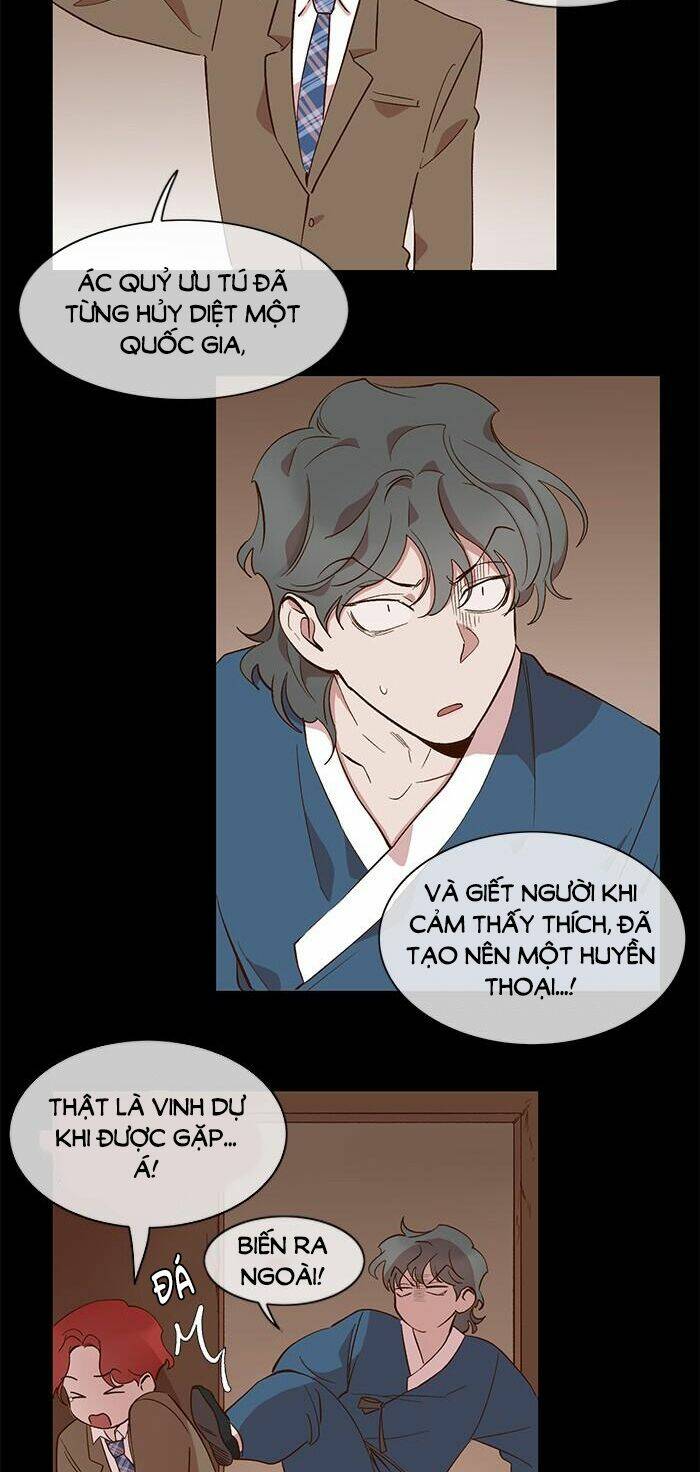 ÁC QUỶ ƯU TÚ ĐÃ
TỪNG HỦY DIỆT MỘT
QUỐC GIA,
VÀ GIẾT NGƯỜI KHI
CẢM THẤY THÍCH, ĐÃ
TẠO NÊN MỘT HUYỀN
THOẠI...!
THẬT LÀ VINH DỰ
KHI ĐƯỢC GẶP...
Á!
BIẾN RA
NGOÀI!
ĐÁ